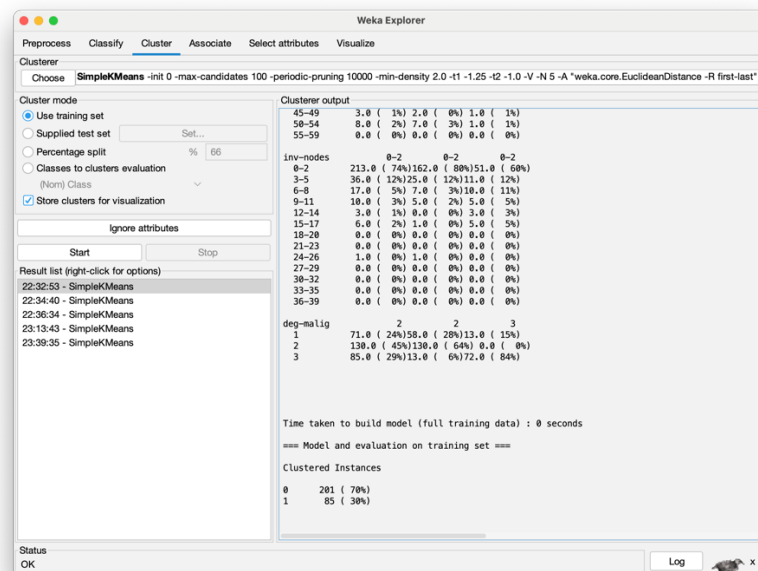 Weka Explorer
Preprocess Classify Cluster Associate Select attributes Visualize
Clusterer
Choose SimpleKMeans -init 0 -max-candidates 100 -periodic-pruning 10000 -min-density 2.0 -t1 -1.25 -t2 -1.0 -V -N 5 -A "weka.core.EuclideanDistance -R first-last"
Cluster mode
Use training set
Supplied test set Set...
Percentage split % 66
Classes to clusters evaluation
(Nom) Class
Store clusters for visualization
Ignore attributes
Start Stop
Result list (right-click for options)
22:32:53 - SimpleKMeans
22:34:40 - SimpleKMeans
22:36:34 - SimpleKMeans
23:13:43 - SimpleKMeans
23:39:35 - SimpleKMeans
Clusterer output
45-49 3.0 ( 1%) 2.0 ( 0%) 1.0 ( 1%)
50-54 8.0 ( 2%) 7.0 ( 3%) 1.0 ( 1%)
55-59 0.0 ( 0%) 0.0 ( 0%) 0.0 ( 0%)
inv-nodes 0-2 0-2 0-2
0-2 213.0 ( 74%)162.0 ( 80%)51.0 ( 60%)
3-5 36.0 ( 12%)25.0 ( 12%)11.0 ( 12%)
6-8 17.0 ( 5%) 7.0 ( 3%)10.0 ( 11%)
9-11 10.0 ( 3%) 5.0 ( 2%) 5.0 ( 5%)
12-14 3.0 ( 1%) 0.0 ( 0%) 3.0 ( 3%)
15-17 6.0 ( 2%) 1.0 ( 0%) 5.0 ( 5%)
18-20 0.0 ( 0%) 0.0 ( 0%) 0.0 ( 0%)
21-23 0.0 ( 0%) 0.0 ( 0%) 0.0 ( 0%)
24-26 1.0 ( 0%) 1.0 ( 0%) 0.0 ( 0%)
27-29 0.0 ( 0%) 0.0 ( 0%) 0.0 ( 0%)
30-32 0.0 ( 0%) 0.0 ( 0%) 0.0 ( 0%)
33-35 0.0 ( 0%) 0.0 ( 0%) 0.0 ( 0%)
36-39 0.0 ( 0%) 0.0 ( 0%) 0.0 ( 0%)
deg-malig 2 2 3
1 71.0 ( 24%)58.0 ( 28%)13.0 ( 15%)
2 130.0 ( 45%)130.0 ( 64%) 0.0 ( 0%)
3 85.0 ( 29%)13.0 ( 6%)72.0 ( 84%)
Time taken to build model (full training data) : 0 seconds
=== Model and evaluation on training set ===
Clustered Instances
0 201 ( 70%)
1 85 ( 30%)
Status
OK
Log
x